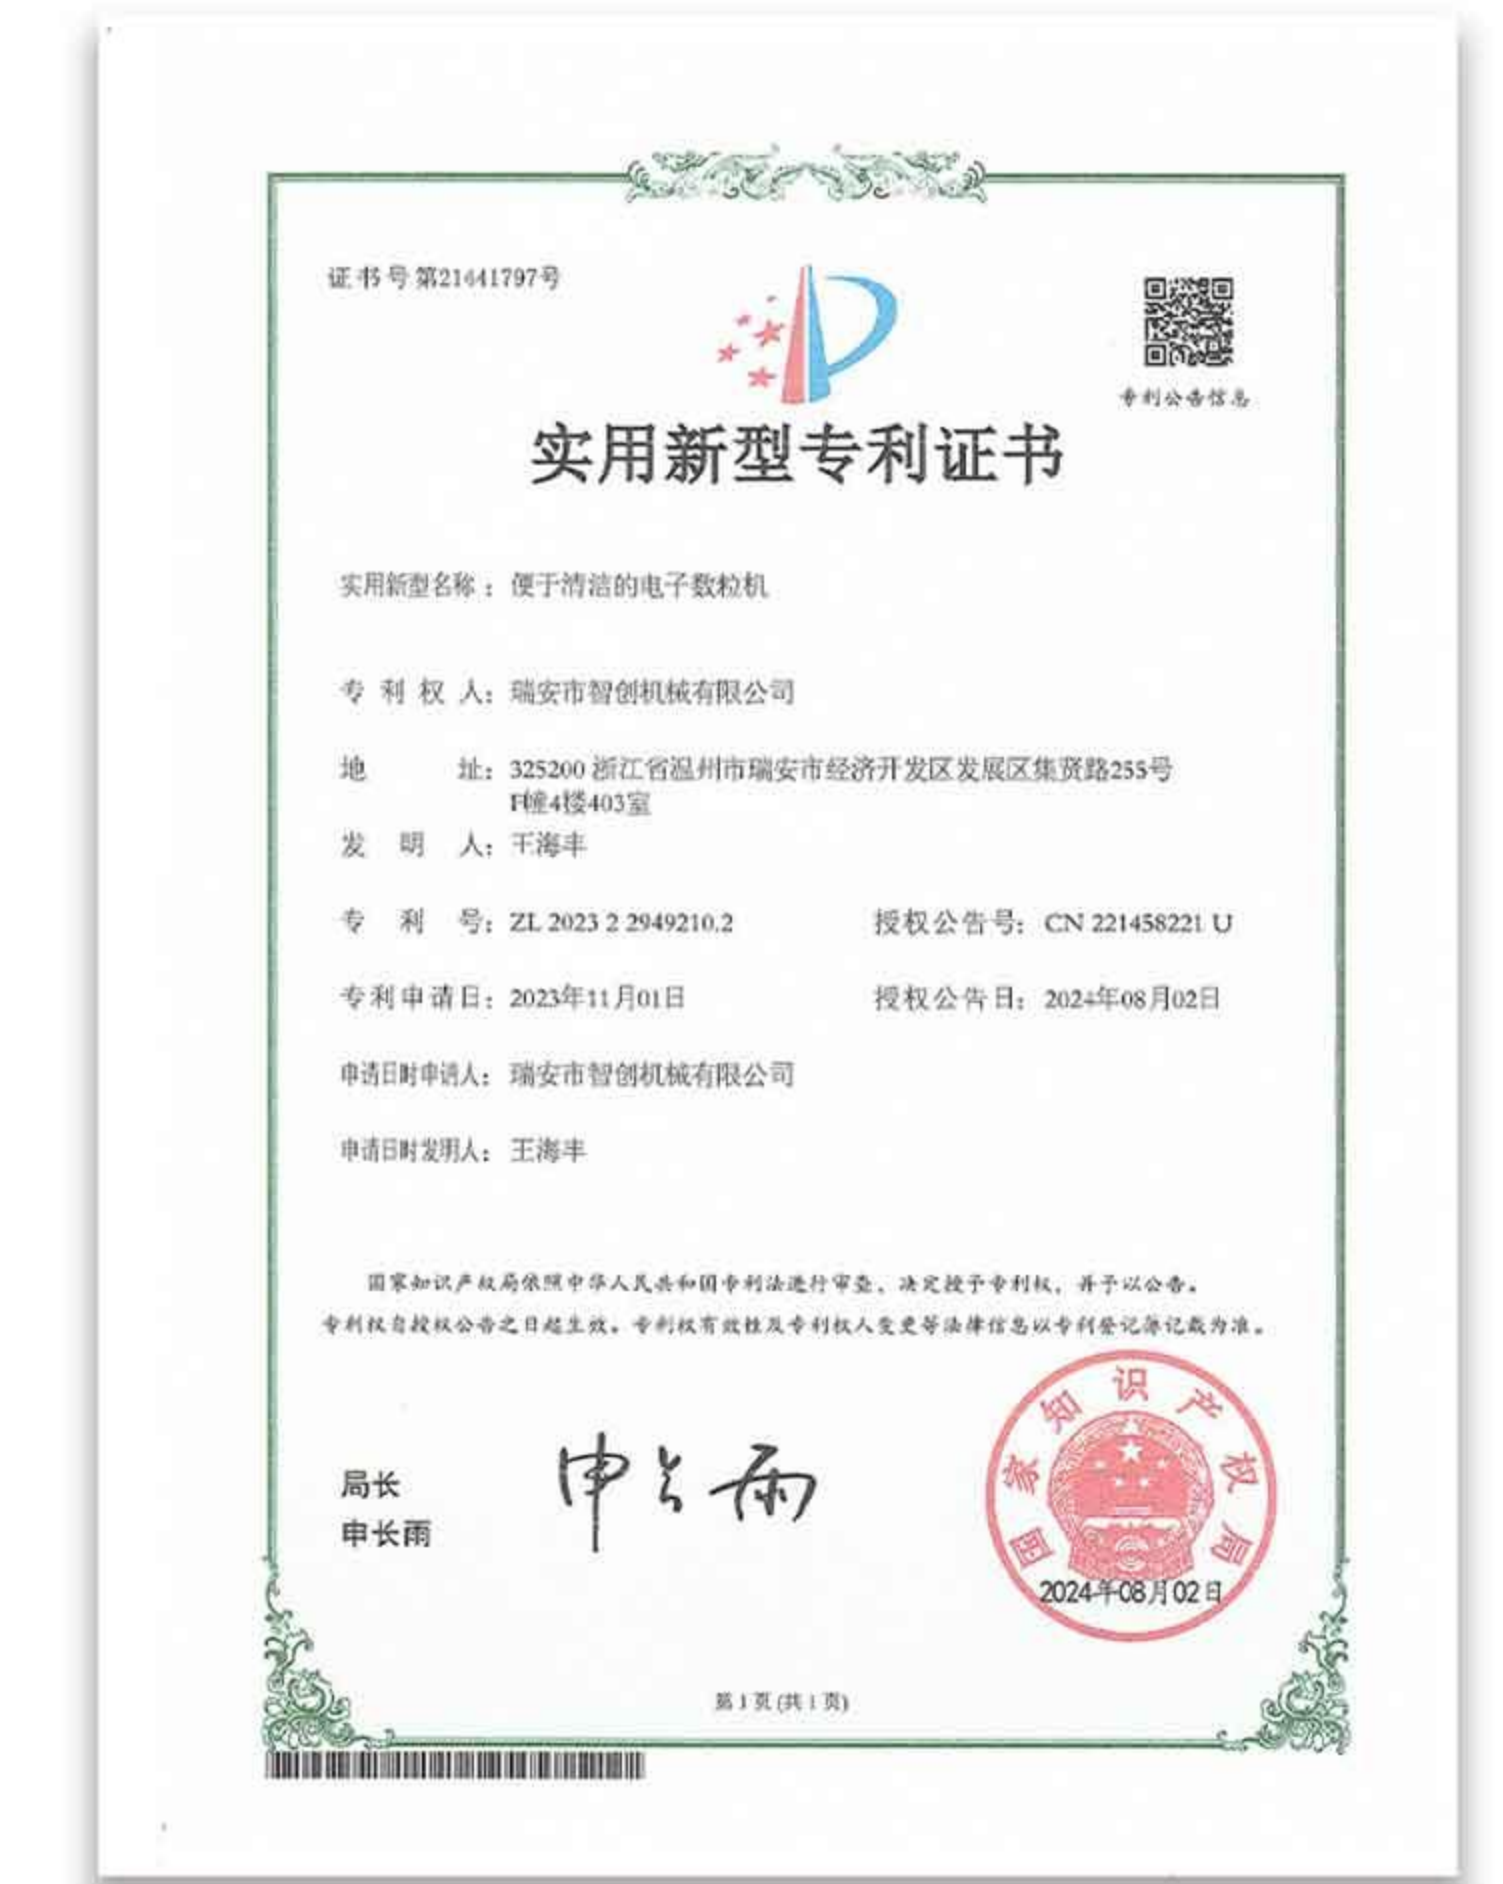 证书号第21441797号
专利公告信息
实用新型专利证书
实用新型名称：便于清洁的电子数粒机
专利权人：瑞安市智创机械有限公司
地址：325200 浙江省温州市瑞安市经济开发区发展区集贤路255号
F幢4楼403室
发明人：王海丰
专利号：ZL 2023 2 2949210.2 授权公告号：CN 221458221 U
专利申请日：2023年11月01日 授权公告日：2024年08月02日
申请日时申请人：瑞安市智创机械有限公司
申请日时发明人：王海丰
国家知识产权局依照中华人民共和国专利法进行审查，决定授予专利权，并予以公告。
专利权自授权公告之日起生效。专利权有效性及专利权人变更等法律信息以专利登记簿记载为准。
局长
申长雨
申长雨
国家知识产权局
2024年08月02日
第1页(共1页)